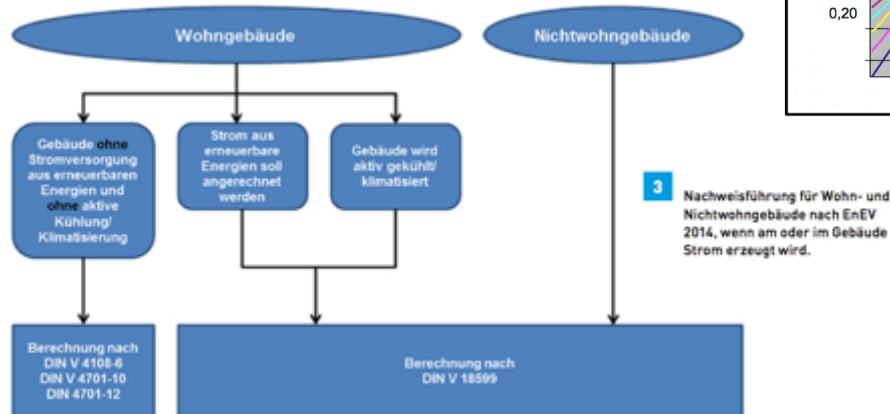 Wohngebäude
Nichtwohngebäude
0,20
Gebäude ohne
Stromversorgung
aus erneuerbaren
Energien und
ohne aktive
Kühlung/
Klimatisierung
Strom aus
erneuerbare
Energien soll
angerechnet
werden
Gebäude wird
aktiv gekühlt/
klimatisiert
3
Nachweisführung für Wohn- und
Nichtwohngebäude nach EnEV
2014, wenn am oder im Gebäude
Strom erzeugt wird.
Berechnung nach
DIN V 4108-6
DIN V 4701-10
DIN 4701-12
Berechnung nach
DIN V 18599